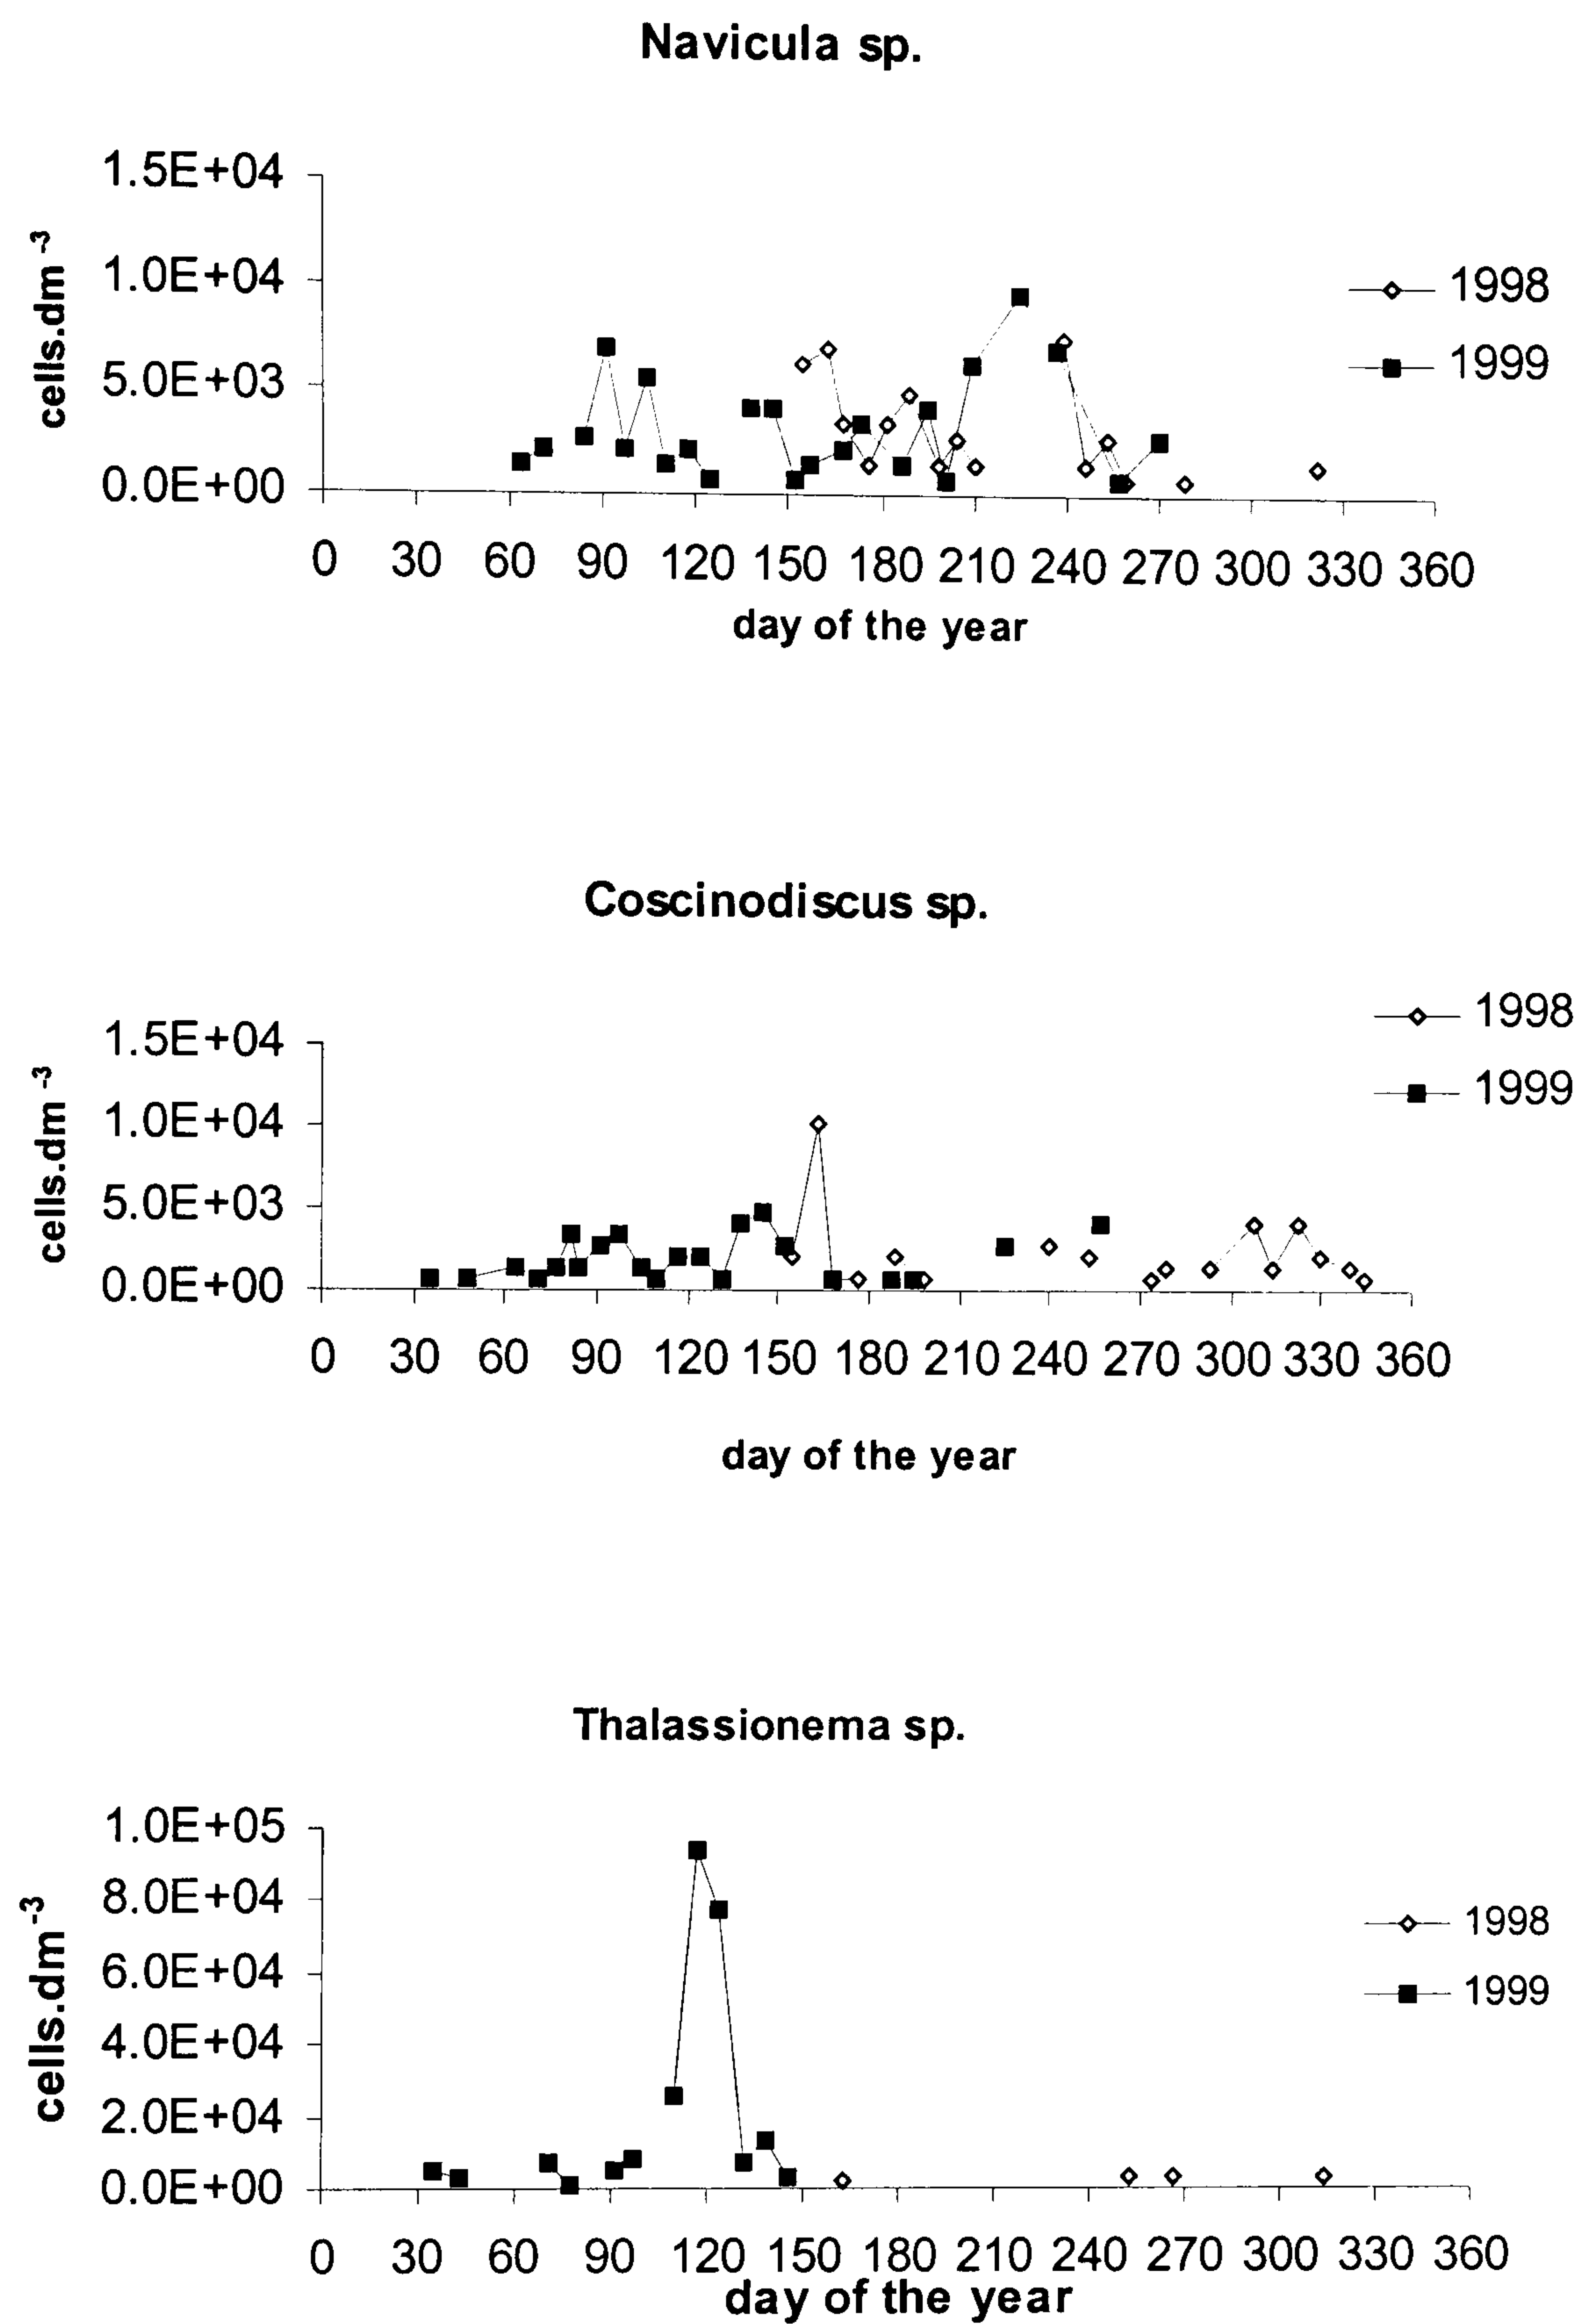 Navicula sp.
1.5E+04
1.0E+04
5.0E+03
0.0E+00
cells.dm⁻³
1998
1999
0 30 60 90 120 150 180 210 240 270 300 330 360
day of the year
Coscinodiscus sp.
1.5E+04
1.0E+04
5.0E+03
0.0E+00
cells.dm⁻³
1998
1999
0 30 60 90 120 150 180 210 240 270 300 330 360
day of the year
Thalassionema sp.
1.0E+05
8.0E+04
6.0E+04
4.0E+04
2.0E+04
0.0E+00
cells.dm⁻³
1998
1999
0 30 60 90 120 150 180 210 240 270 300 330 360
day of the year